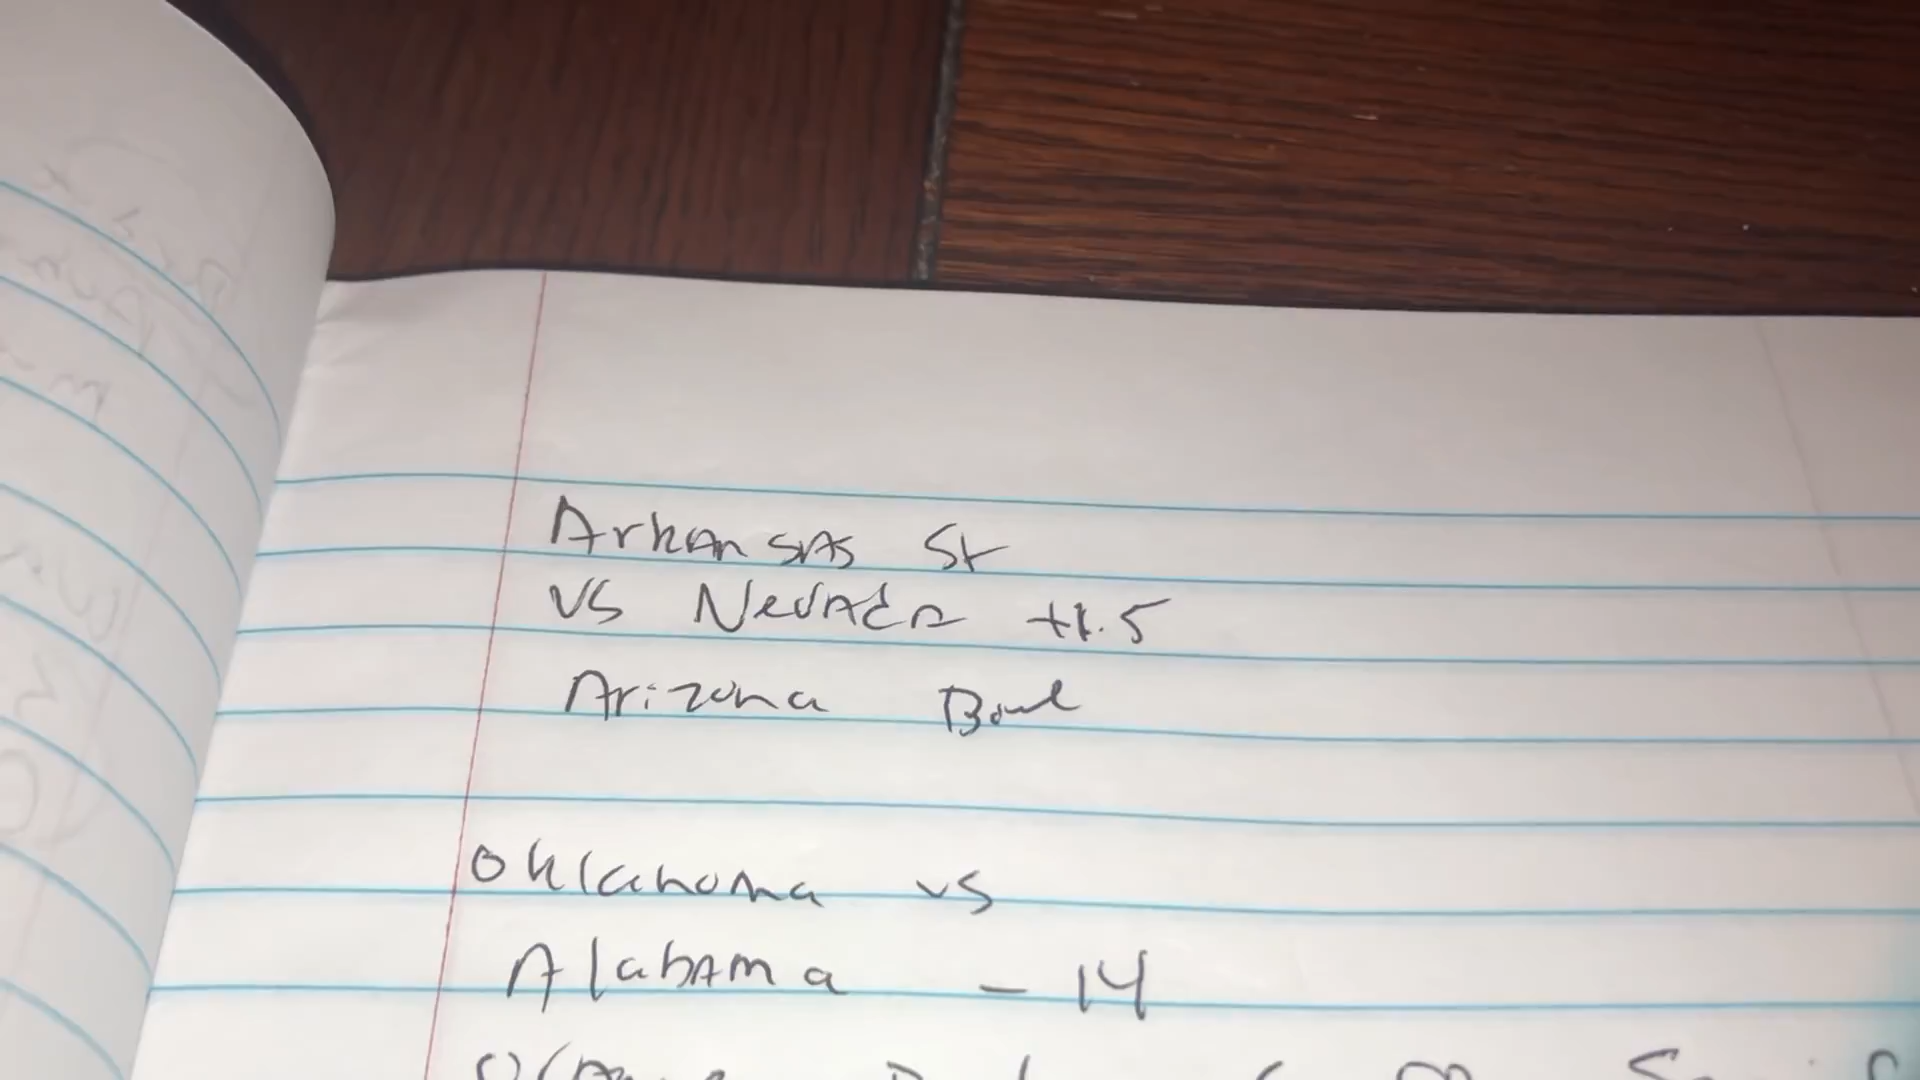 Arkansas St
vs Nevada +1.5
Arizona Bowl
Oklahoma vs
Alabama - 14